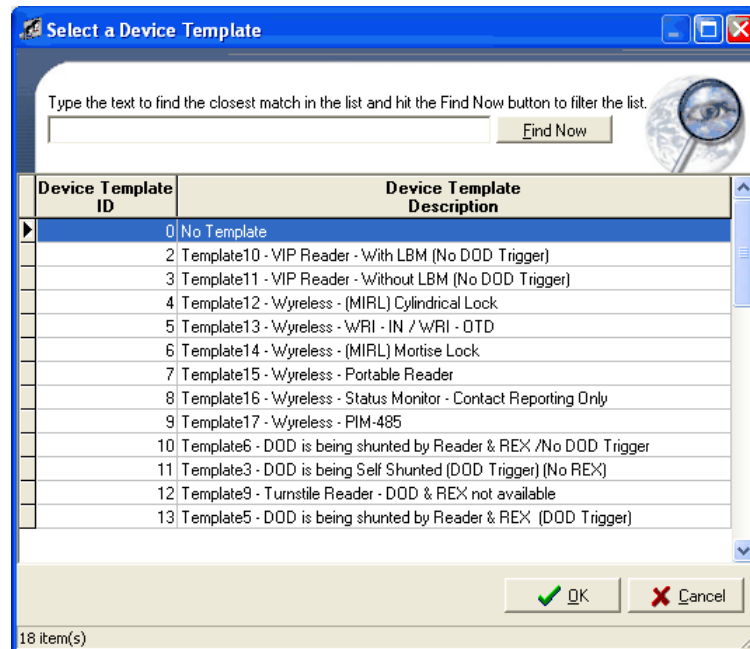 Select a Device Template
Type the text to find the closest match in the list and hit the Find Now button to filter the list.
Find Now
Device Template ID Device Template Description
0 No Template
2 Template10 - VIP Reader - With LBM (No DOD Trigger)
3 Template11 - VIP Reader - Without LBM (No DOD Trigger)
4 Template12 - Wyreless - (MIRL) Cylindrical Lock
5 Template13 - Wyreless - WRI - IN / WRI - OTD
6 Template14 - Wyreless - (MIRL) Mortise Lock
7 Template15 - Wyreless - Portable Reader
8 Template16 - Wyreless - Status Monitor - Contact Reporting Only
9 Template17 - Wyreless - PIM-485
10 Template6 - DOD is being shunted by Reader & REX /No DOD Trigger
11 Template3 - DOD is being Self Shunted (DOD Trigger) (No REX)
12 Template9 - Turnstile Reader - DOD & REX not available
13 Template5 - DOD is being shunted by Reader & REX (DOD Trigger)
OK Cancel
18 item(s)